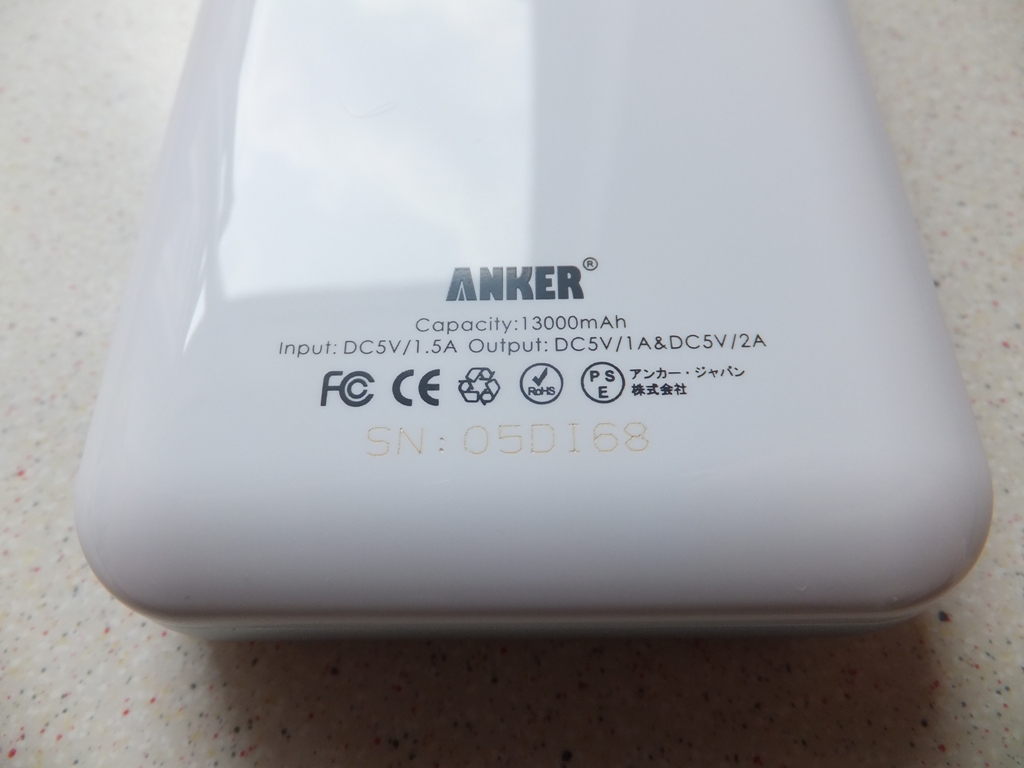 ANKER®
Capacity:13000mAh
Input: DC5V/1.5A Output: DC5V/1A&DC5V/2A
FC CE RoHS PSE アンカー・ジャパン
株式会社
SN: 05DI68